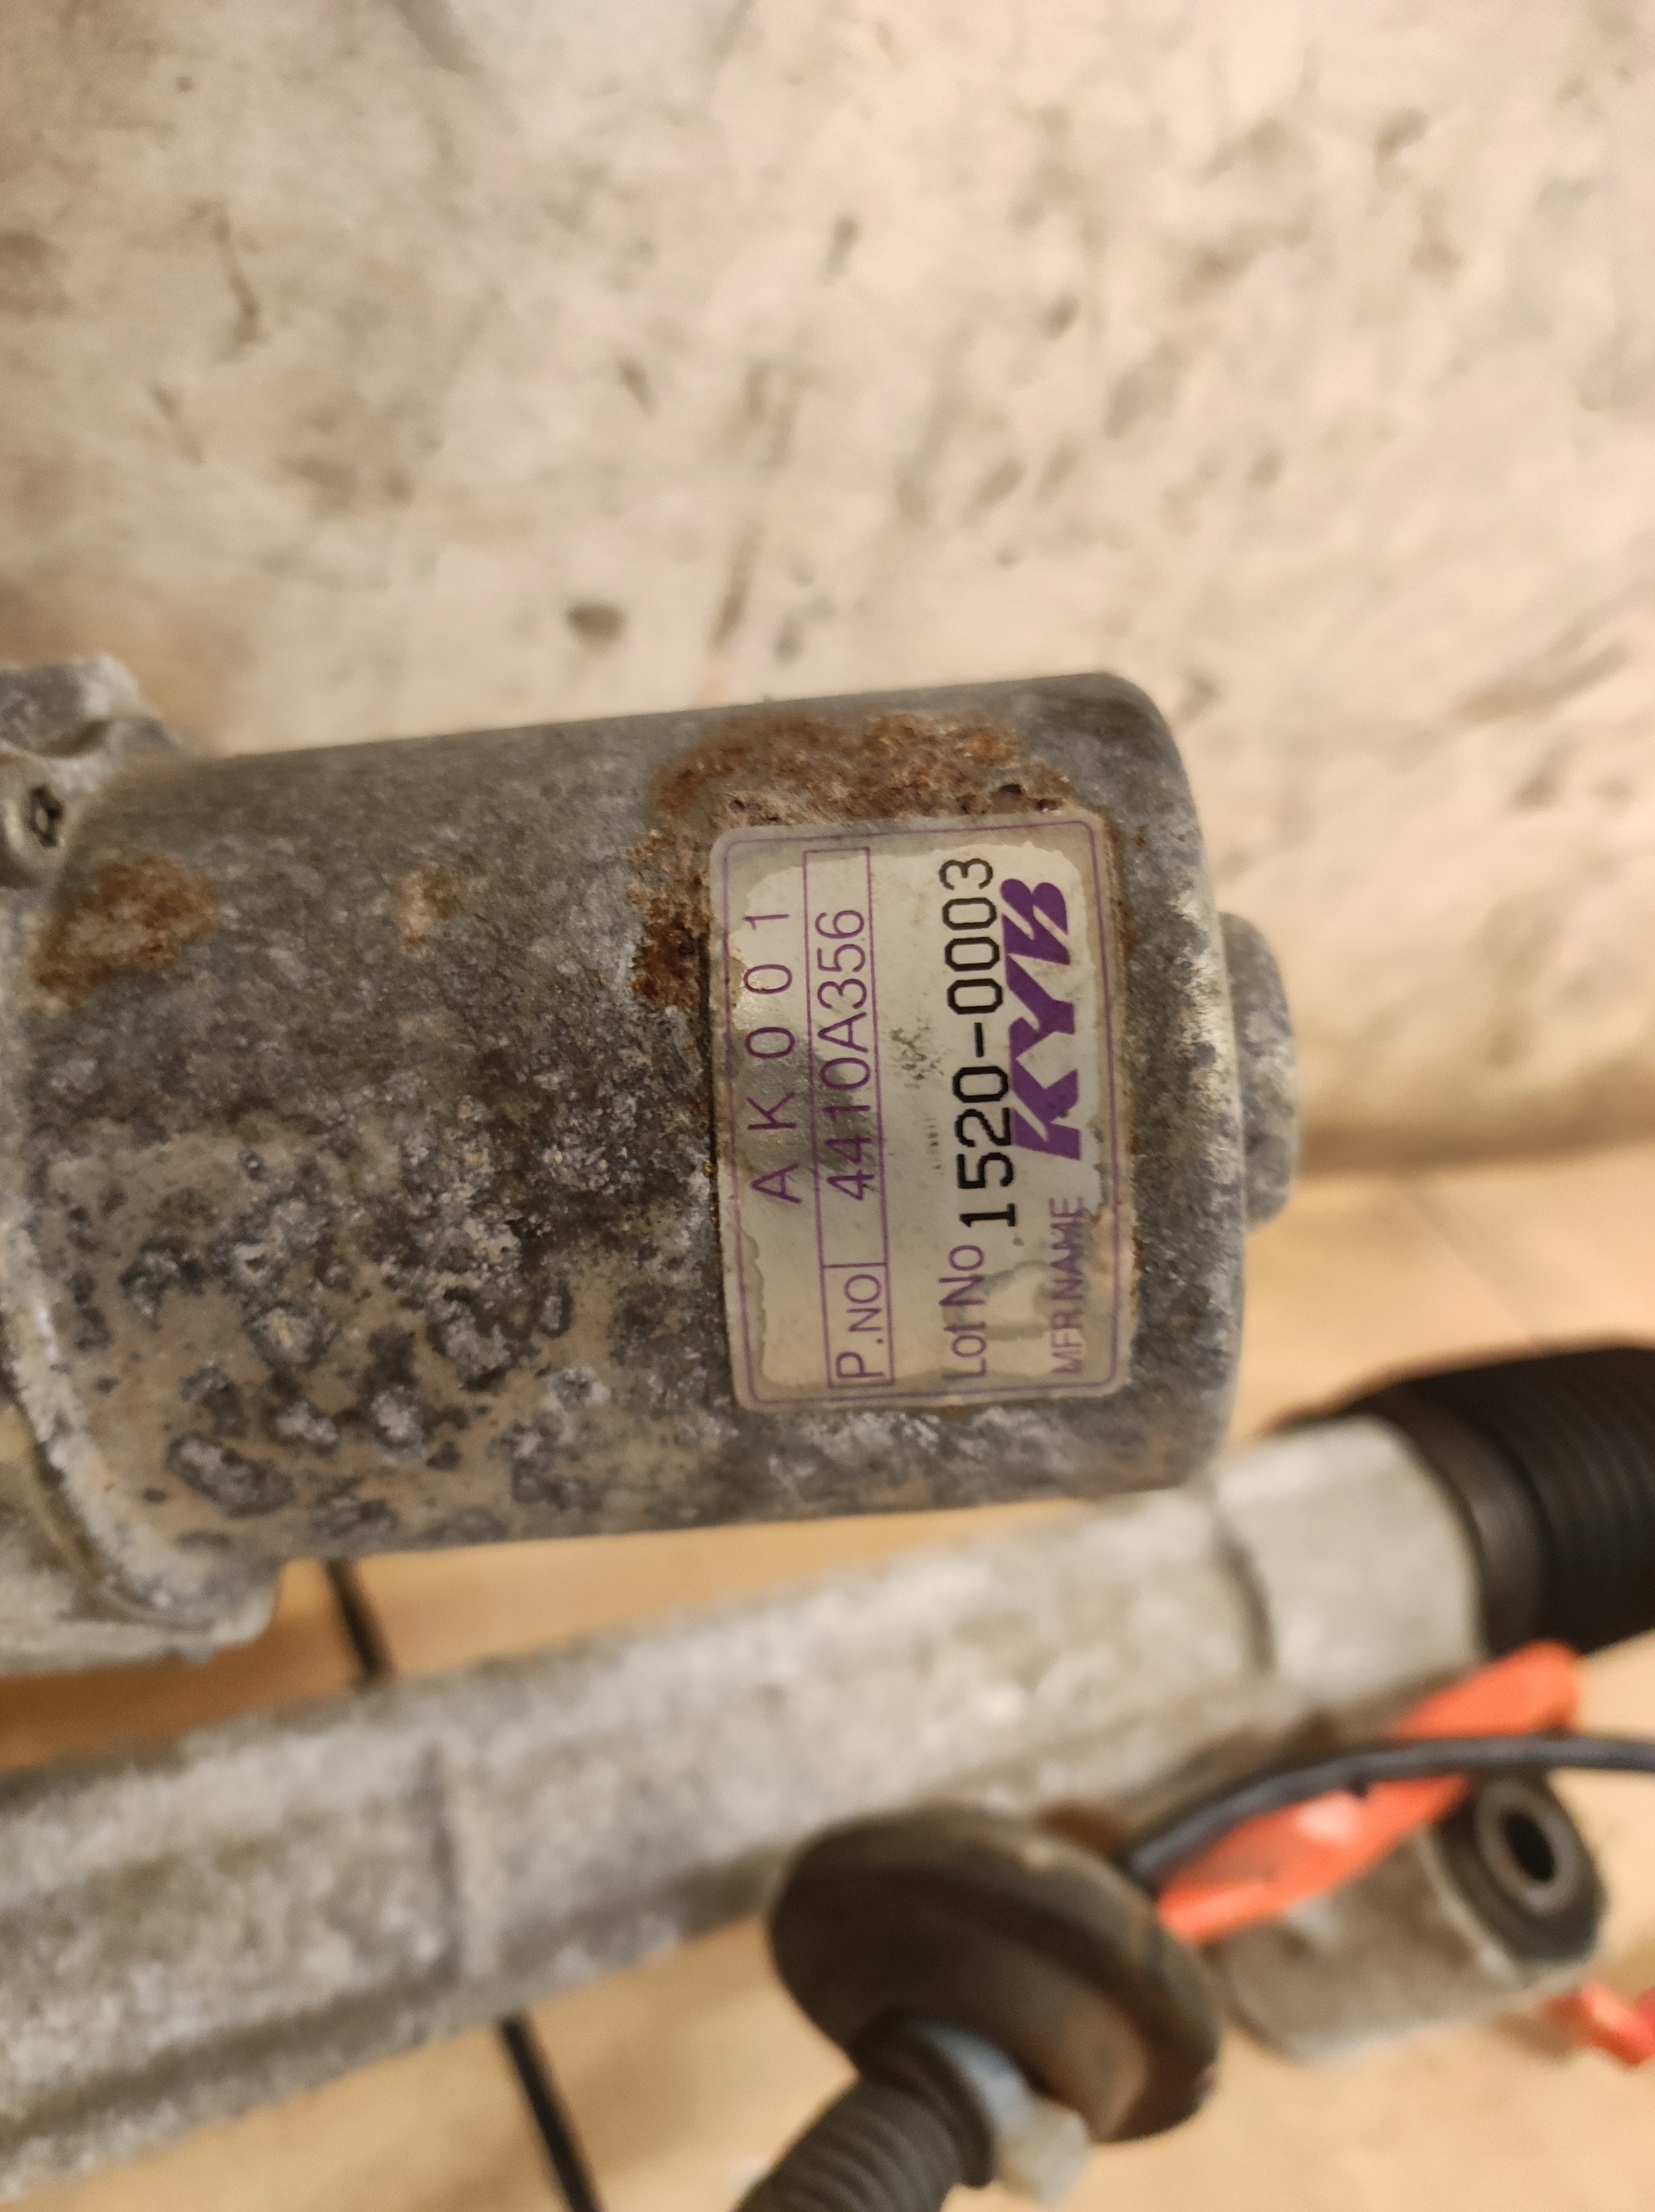 AK001
P.NO 4410A356
Lot No 1520-0003
MFR NAME KYB